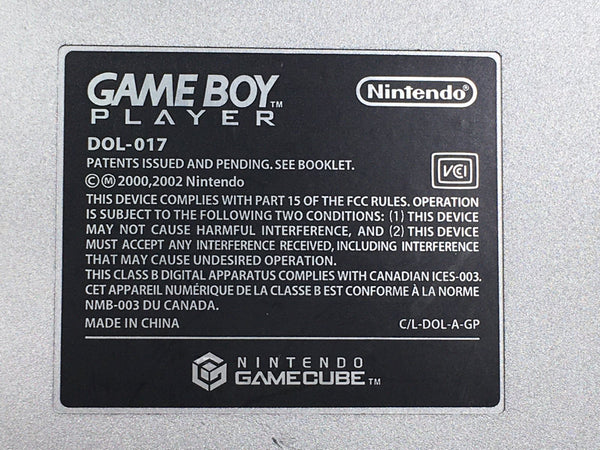 GAME BOY™
PLAYER
Nintendo®
DOL-017
PATENTS ISSUED AND PENDING. SEE BOOKLET.
VCI
©Ⓜ 2000,2002 Nintendo
THIS DEVICE COMPLIES WITH PART 15 OF THE FCC RULES. OPERATION
IS SUBJECT TO THE FOLLOWING TWO CONDITIONS: (1) THIS DEVICE
MAY NOT CAUSE HARMFUL INTERFERENCE, AND (2) THIS DEVICE
MUST ACCEPT ANY INTERFERENCE RECEIVED, INCLUDING INTERFERENCE
THAT MAY CAUSE UNDESIRED OPERATION.
THIS CLASS B DIGITAL APPARATUS COMPLIES WITH CANADIAN ICES-003.
CET APPAREIL NUMÉRIQUE DE LA CLASSE B EST CONFORME À LA NORME
NMB-003 DU CANADA.
MADE IN CHINA
C/L-DOL-A-GP
NINTENDO
GAMECUBE™